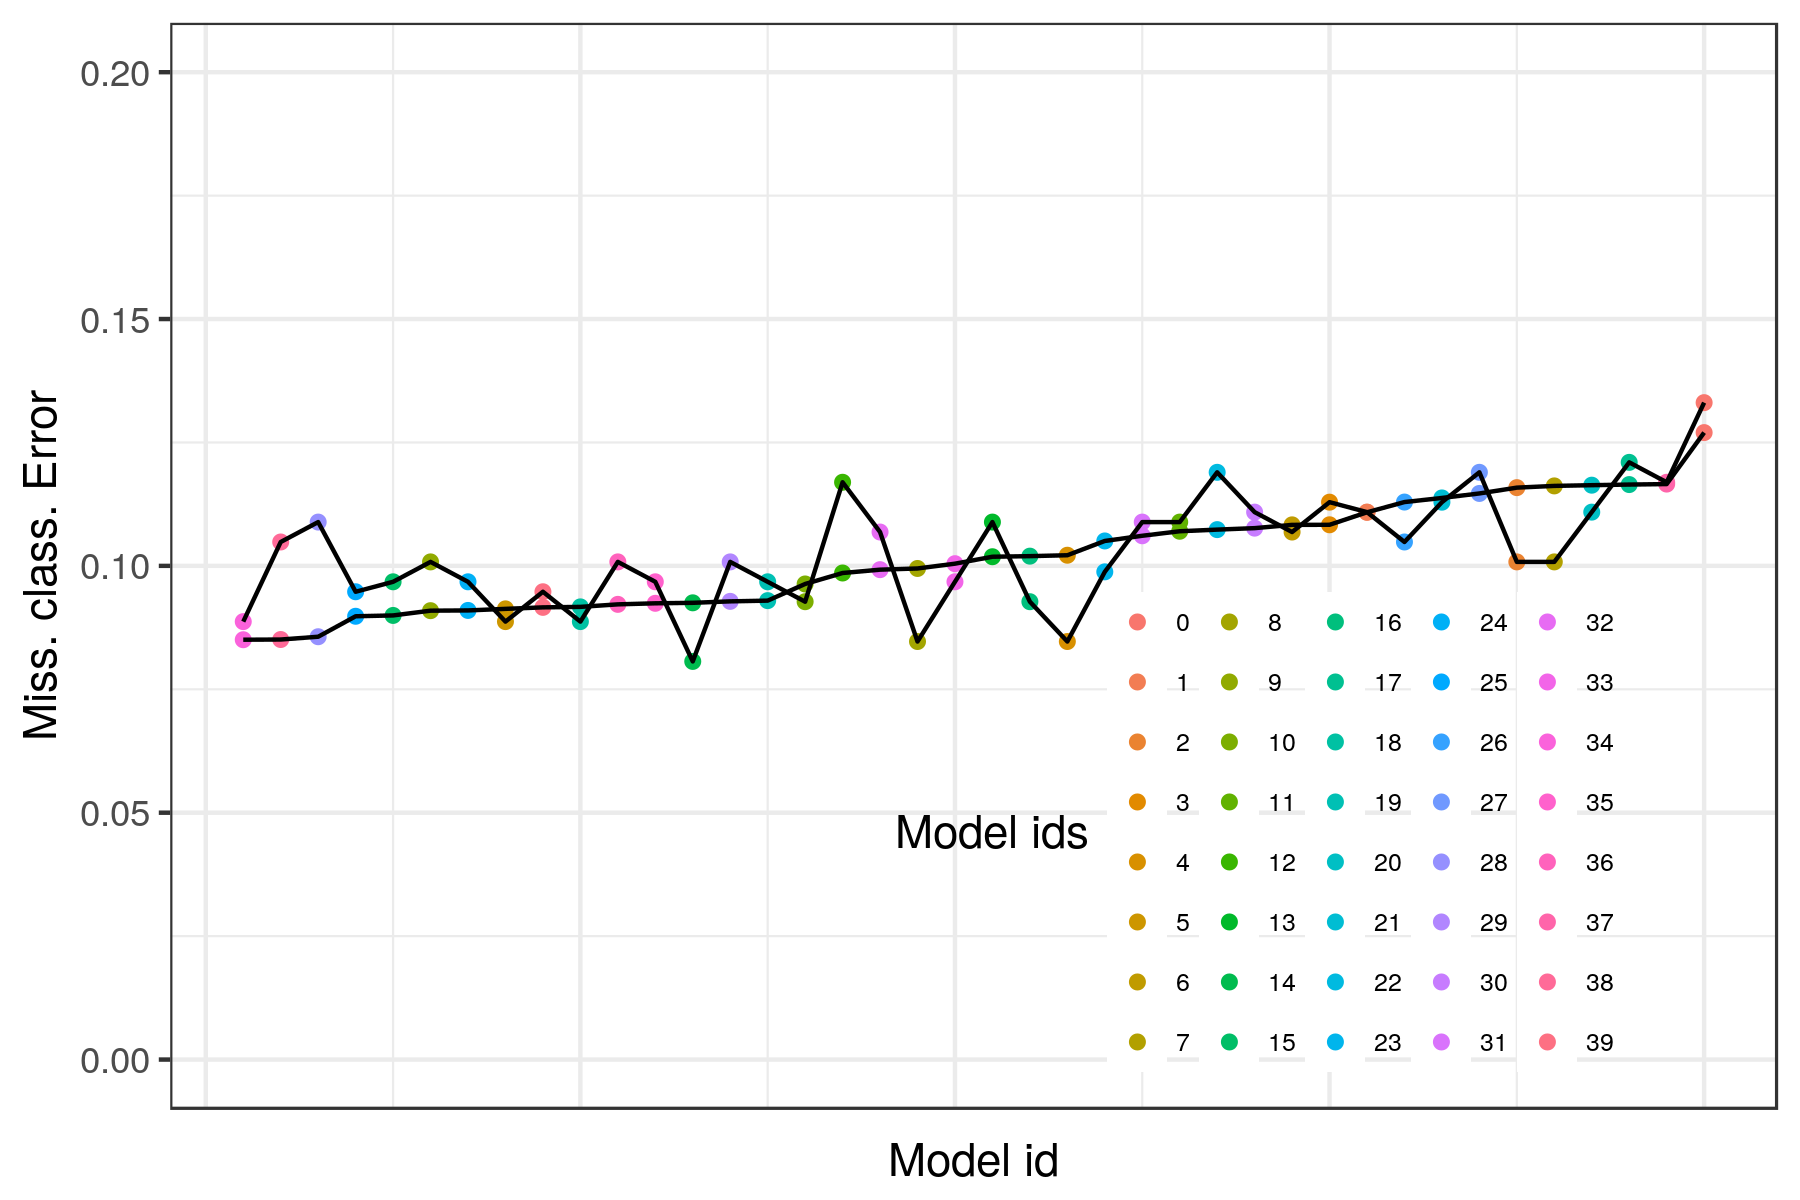 0.20
0.15
0.10
0.05
0.00
Miss. class. Error
Model id
Model ids
0 8 16 24 32
1 9 17 25 33
2 10 18 26 34
3 11 19 27 35
4 12 20 28 36
5 13 21 29 37
6 14 22 30 38
7 15 23 31 39